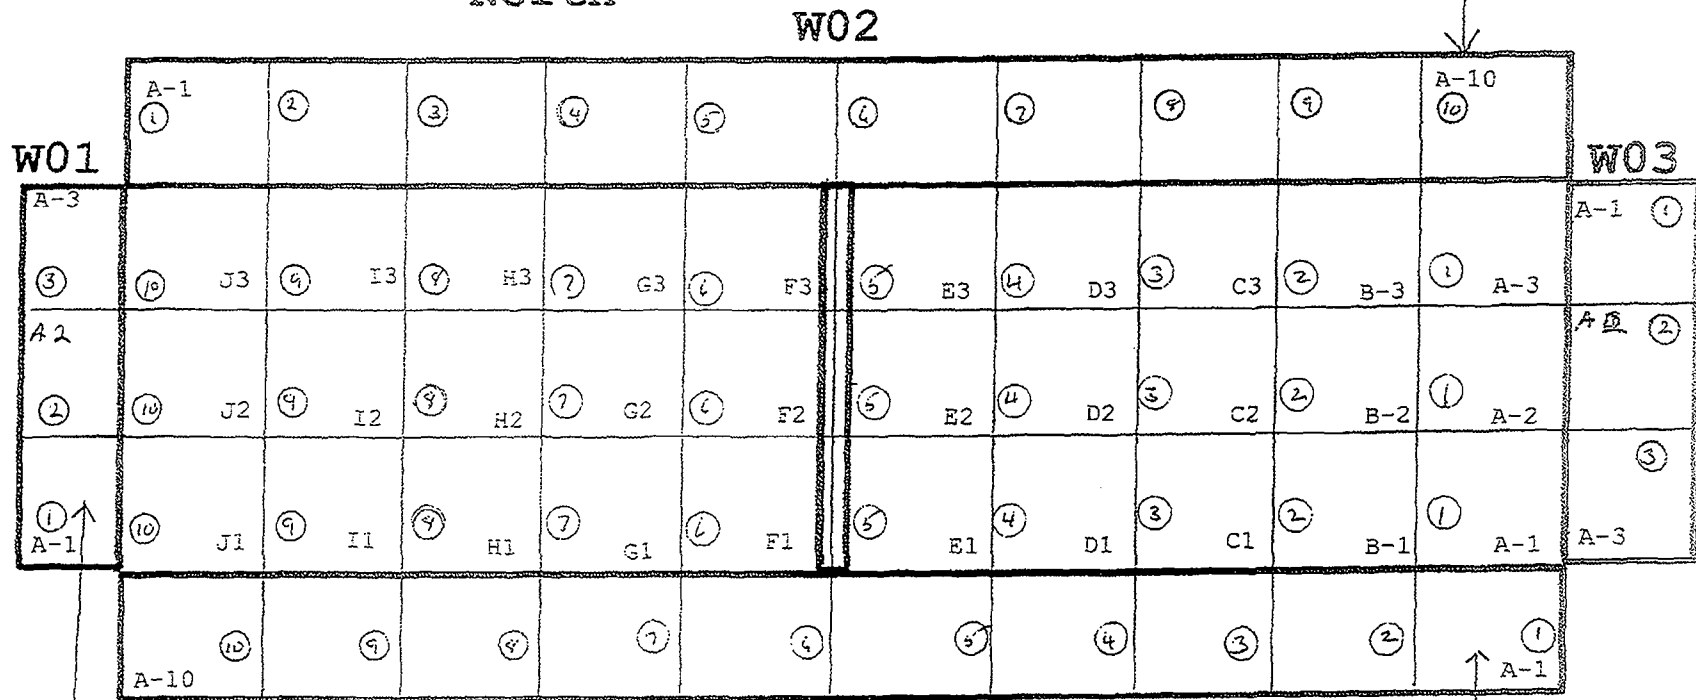 W02
A-1 A-10
1 2 3 4 5 6 7 8 9 10
W01 W03
A-3 A-1 1
3 10 J3 9 I3 8 H3 7 G3 6 F3 5 E3 4 D3 3 C3 2 B-3 1 A-3
A2 A 2
2 10 J2 9 I2 8 H2 7 G2 6 F2 5 E2 4 D2 3 C2 2 B-2 1 A-2
3
1 10 J1 9 I1 8 H1 7 G1 6 F1 5 E1 4 D1 3 C1 2 B-1 1 A-1 A-3
A-1
10 9 8 7 6 5 4 3 2 1
A-10 A-1